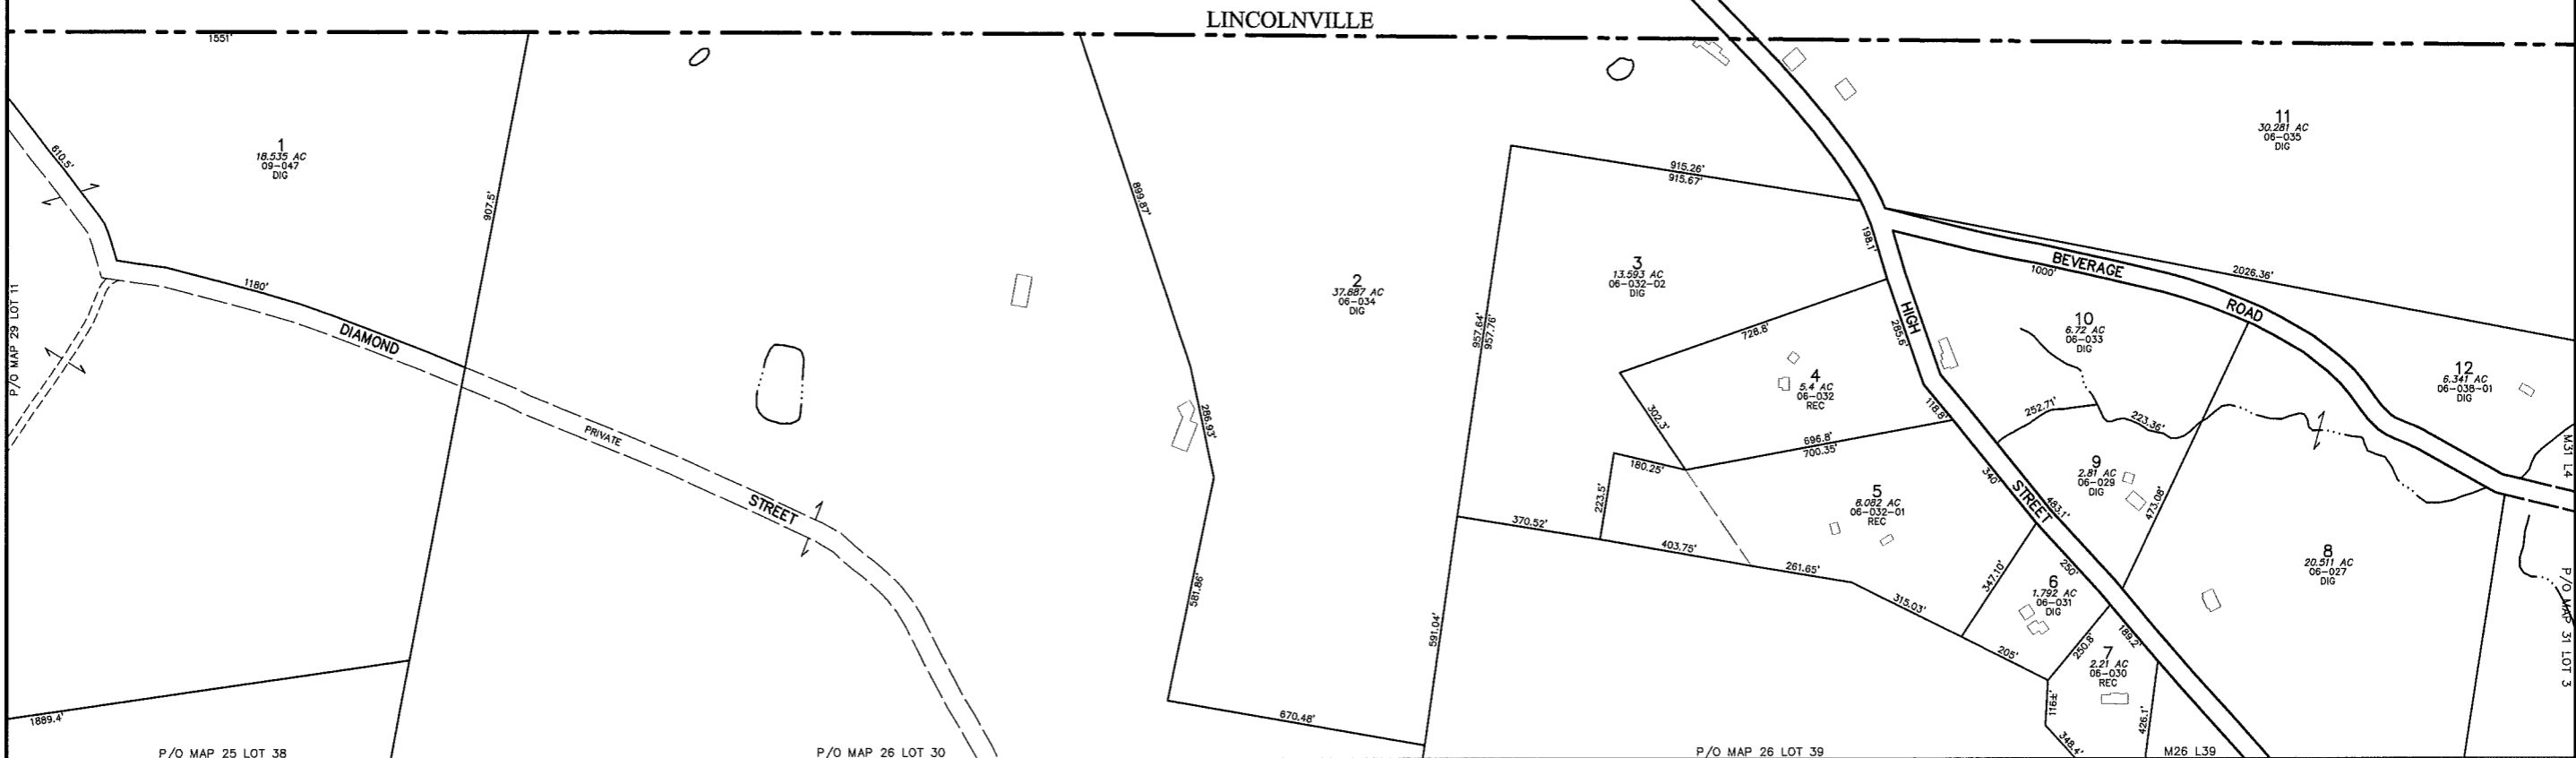 LINCOLNVILLE
1551'
610.5'
1
18.535 AC
09-047
DIG
907.5'
1180'
DIAMOND
PRIVATE
STREET
P/O MAP 29 LOT 11
1889.4'
P/O MAP 25 LOT 38
P/O MAP 26 LOT 30
899.87'
286.93'
581.86'
670.48'
2
37.887 AC
06-034
DIG
957.64'
957.76'
591.04'
915.26'
915.67'
3
13.593 AC
06-032-02
DIG
198.1'
728.8'
302.3'
4
5.4 AC
06-032
REC
696.8'
700.35'
180.25'
223.5'
370.52'
403.75'
261.65'
315.03'
205'
5
8.082 AC
06-032-01
REC
HIGH
285.6'
118.8'
340'
STREET
483.1'
250'
347.10'
6
1.792 AC
06-031
DIG
250.8'
189.2'
7
2.21 AC
06-030
REC
116±'
348.4'
426.1'
P/O MAP 26 LOT 39
M26 L39
11
30.281 AC
06-035
DIG
BEVERAGE
ROAD
1000'
2026.36'
10
6.72 AC
06-033
DIG
252.71'
223.36'
9
2.81 AC
06-029
DIG
473.08'
8
20.511 AC
06-027
DIG
12
6.341 AC
06-038-01
DIG
M31 L4
P/O MAP 31 LOT 3